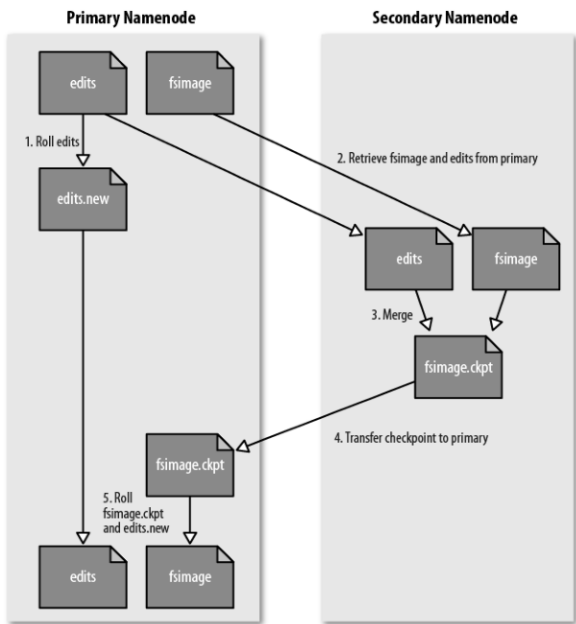 Primary Namenode
Secondary Namenode
edits
fsimage
1. Roll edits
2. Retrieve fsimage and edits from primary
edits.new
edits
fsimage
3. Merge
fsimage.ckpt
4. Transfer checkpoint to primary
fsimage.ckpt
5. Roll
fsimage.ckpt
and edits.new
edits
fsimage